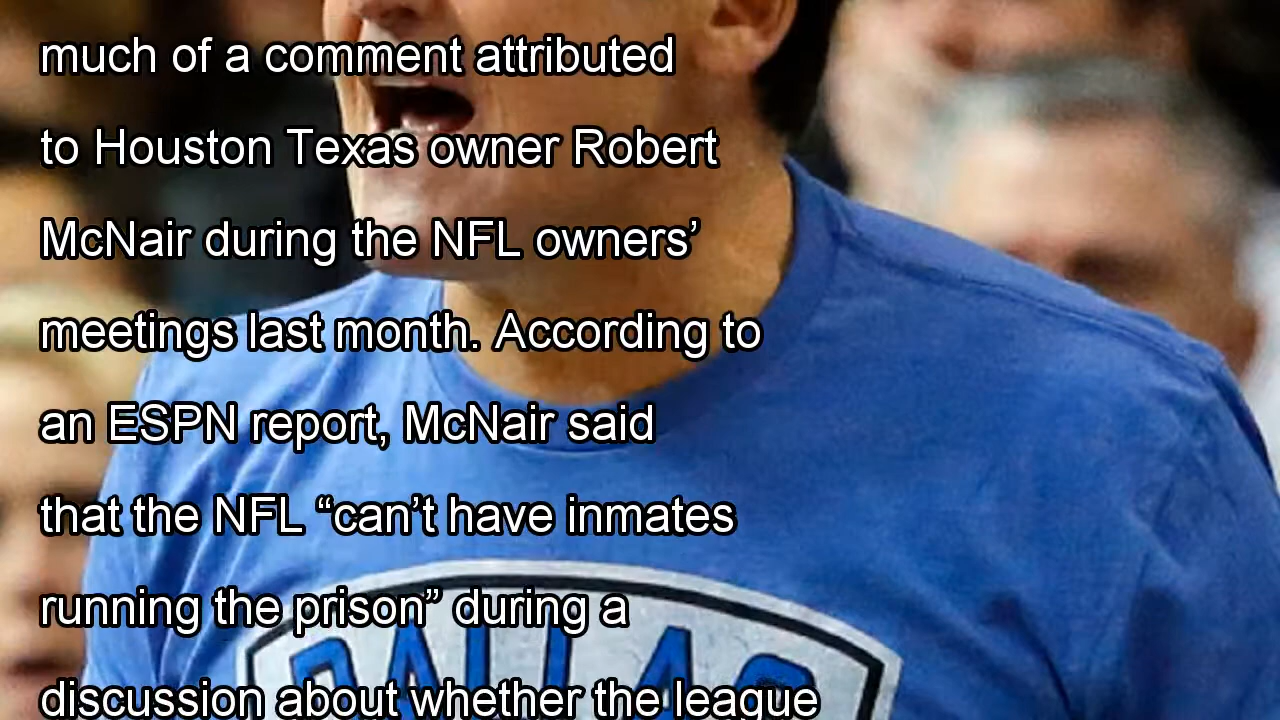 much of a comment attributed
to Houston Texas owner Robert
McNair during the NFL owners’
meetings last month. According to
an ESPN report, McNair said
that the NFL “can’t have inmates
running the prison” during a
discussion about whether the league
DALLAS